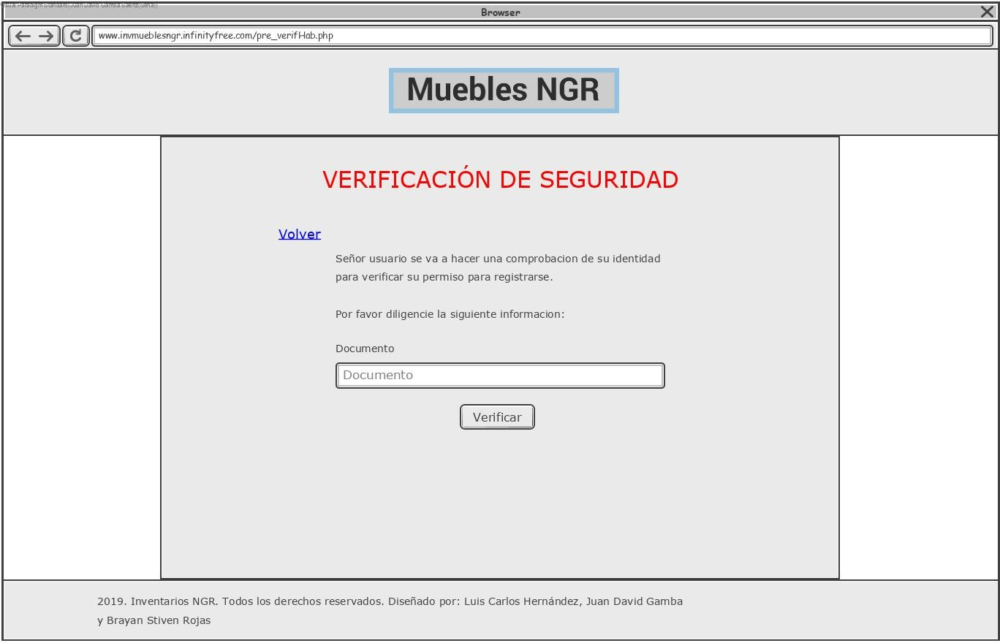 Visual Paradigm Standard(Juan David Gamba Saenz(Sena))
Browser
www.invmueblesngr.infinityfree.com/pre_verifHab.php
Muebles NGR
VERIFICACIÓN DE SEGURIDAD
Volver
Señor usuario se va a hacer una comprobacion de su identidad
para verificar su permiso para registrarse.
Por favor diligencie la siguiente informacion:
Documento
Documento
Verificar
2019. Inventarios NGR. Todos los derechos reservados. Diseñado por: Luis Carlos Hernández, Juan David Gamba
y Brayan Stiven Rojas